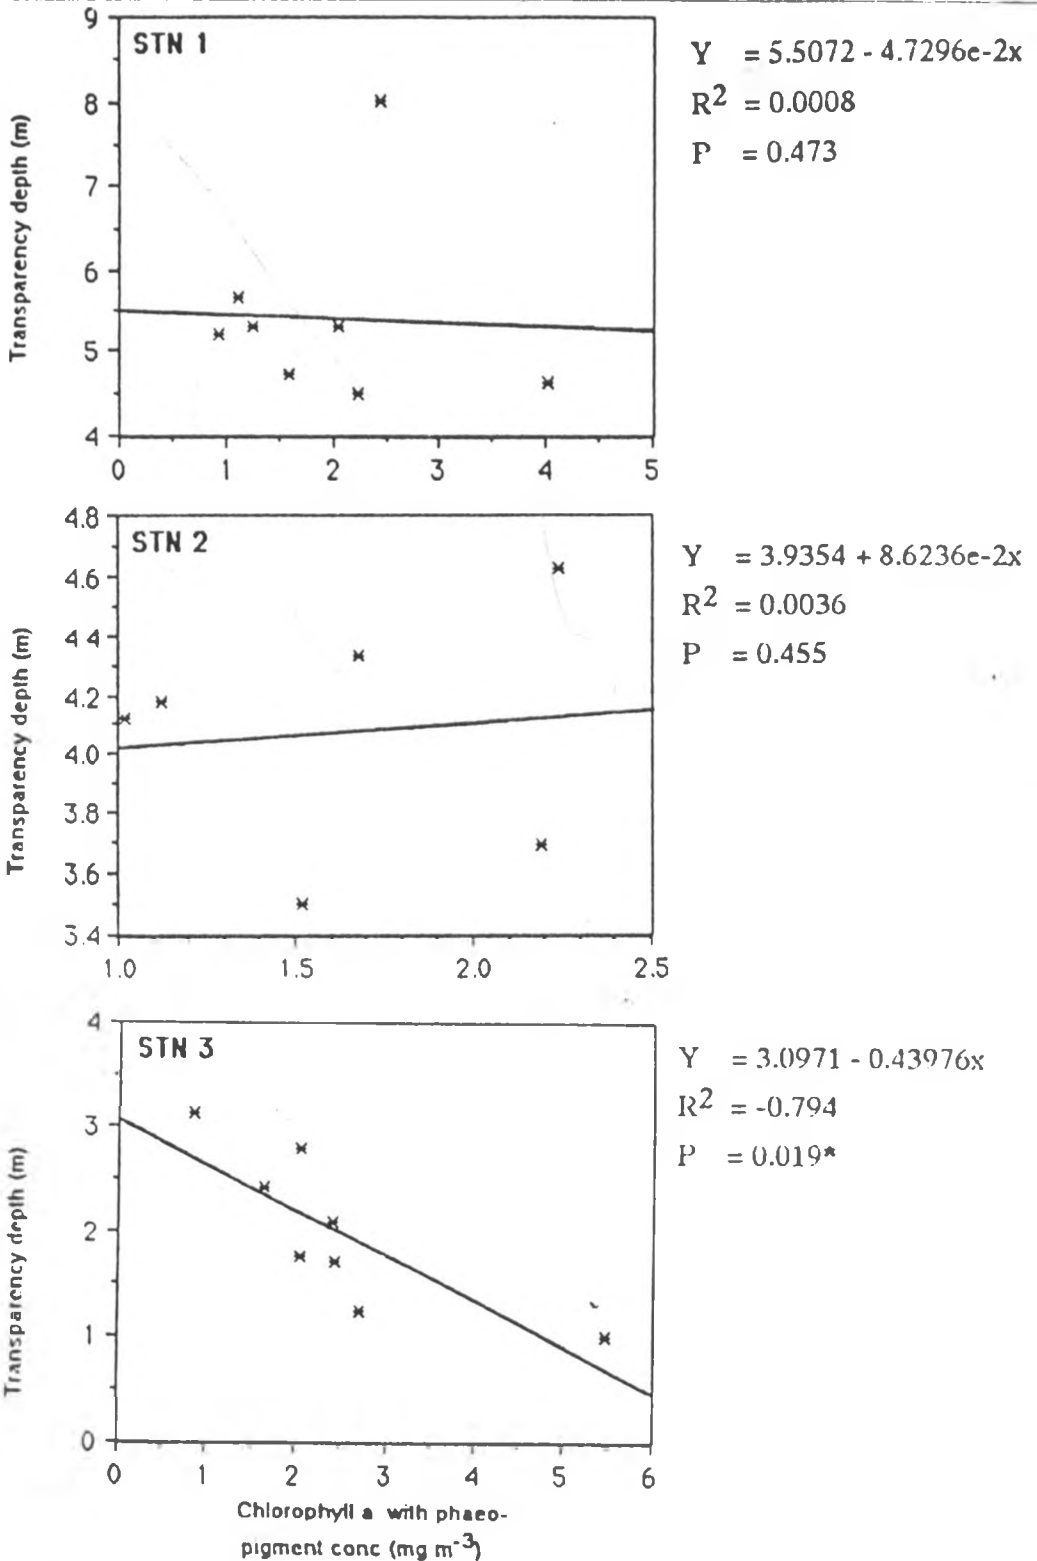 STN 1
Transparency depth (m)
9
8
7
6
5
4
0 1 2 3 4 5
Y = 5.5072 - 4.7296e-2x
R² = 0.0008
P = 0.473
STN 2
Transparency depth (m)
4.8
4.6
4.4
4.2
4.0
3.8
3.6
3.4
1.0 1.5 2.0 2.5
Y = 3.9354 + 8.6236e-2x
R² = 0.0036
P = 0.455
STN 3
Transparency depth (m)
4
3
2
1
0
0 1 2 3 4 5 6
Y = 3.0971 - 0.43976x
R² = -0.794
P = 0.019*
Chlorophyll a with phaeo-
pigment conc (mg m⁻³)